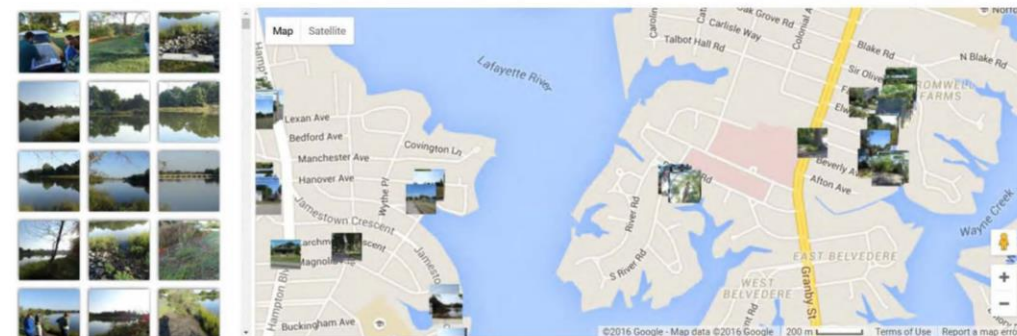 Map Satellite
Lafayette River
Lexan Ave
Bedford Ave
Manchester Ave
Hanover Ave
Covington Ln
Wythe Pl
Jamestown Crescent
Magnolia
Buckingham Ave
Hampton Blv
Oak Grove Rd
Carlisle Way
Talbot Hall Rd
Colonial A
Blake Rd
N Blake Rd
Sir Olive
FARMS
Beverly A
Afton Ave
River Rd
S River Rd
EAST BELVEDERE
WEST
BELVEDERE
Granby St
Wayne Creek
©2016 Google - Map data ©2016 Google 200 m Terms of Use Report a map erro